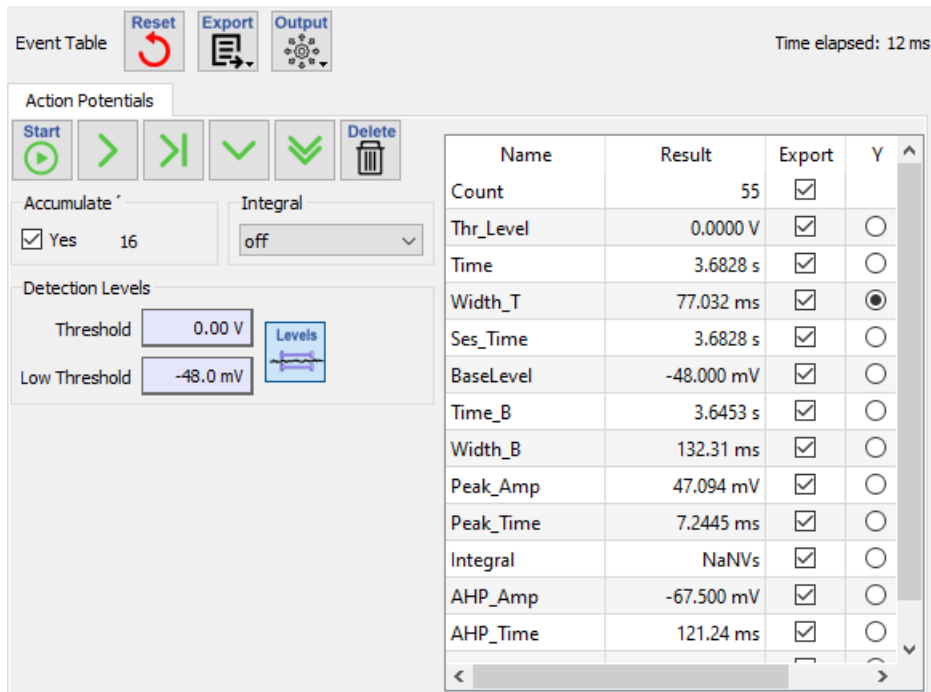 Event Table Reset Export Output Time elapsed: 12 ms
Action Potentials
Start Delete
Accumulate ´ Integral
Yes 16 off
Detection Levels
Threshold 0.00 V Levels
Low Threshold -48.0 mV
Name Result Export Y
Count 55
Thr_Level 0.0000 V
Time 3.6828 s
Width_T 77.032 ms
Ses_Time 3.6828 s
BaseLevel -48.000 mV
Time_B 3.6453 s
Width_B 132.31 ms
Peak_Amp 47.094 mV
Peak_Time 7.2445 ms
Integral NaNVs
AHP_Amp -67.500 mV
AHP_Time 121.24 ms